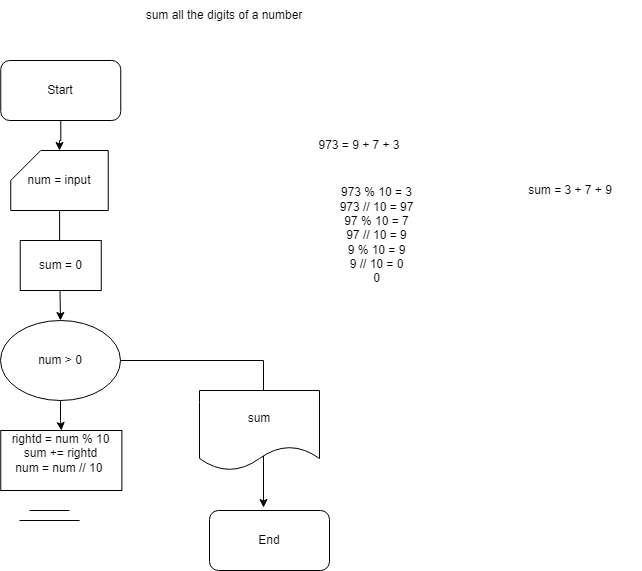 sum all the digits of a number
Start
num = input
sum = 0
num > 0
rightd = num % 10
sum += rightd
num = num // 10
sum
End
973 = 9 + 7 + 3
973 % 10 = 3
973 // 10 = 97
97 % 10 = 7
97 // 10 = 9
9 % 10 = 9
9 // 10 = 0
0
sum = 3 + 7 + 9